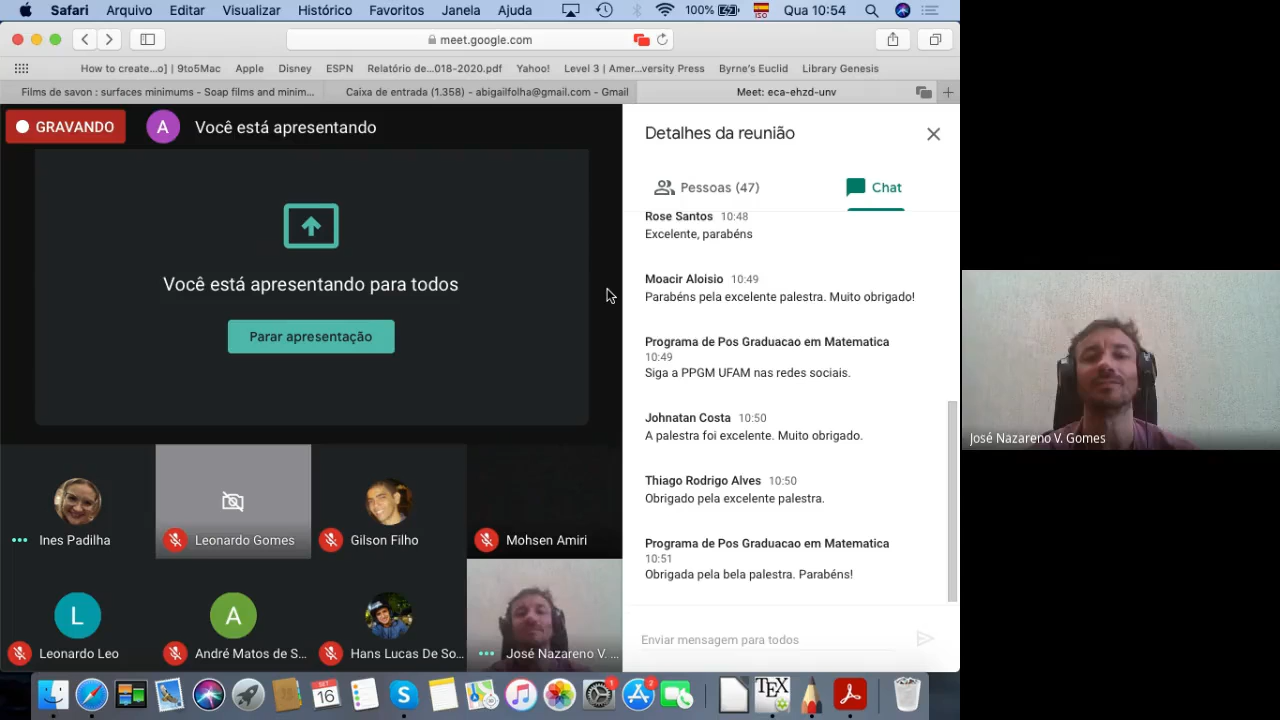 Safari Arquivo Editar Visualizar Histórico Favoritos Janela Ajuda 100% ISO Qua 10:54
meet.google.com
How to create...o] | 9to5Mac Apple Disney ESPN Relatório de...018-2020.pdf Yahoo! Level 3 | Amer...versity Press Byrne's Euclid Library Genesis
Films de savon : surfaces minimums - Soap films and minim... Caixa de entrada (1.358) - abigailfolha@gmail.com - Gmail Meet: eca-ehzd-unv
GRAVANDO
A
Você está apresentando
Você está apresentando para todos
Parar apresentação
Ines Padilha
Leonardo Gomes
Gilson Filho
Mohsen Amiri
L
Leonardo Leo
A
André Matos de S...
Hans Lucas De So...
José Nazareno V. ...
Detalhes da reunião
Pessoas (47)
Chat
Rose Santos 10:48
Excelente, parabéns
Moacir Aloisio 10:49
Parabéns pela excelente palestra. Muito obrigado!
Programa de Pos Graduacao em Matematica
10:49
Siga a PPGM UFAM nas redes sociais.
Johnatan Costa 10:50
A palestra foi excelente. Muito obrigado.
Thiago Rodrigo Alves 10:50
Obrigado pela excelente palestra.
Programa de Pos Graduacao em Matematica
10:51
Obrigada pela bela palestra. Parabéns!
Enviar mensagem para todos
José Nazareno V. Gomes
16
1
2
TEX